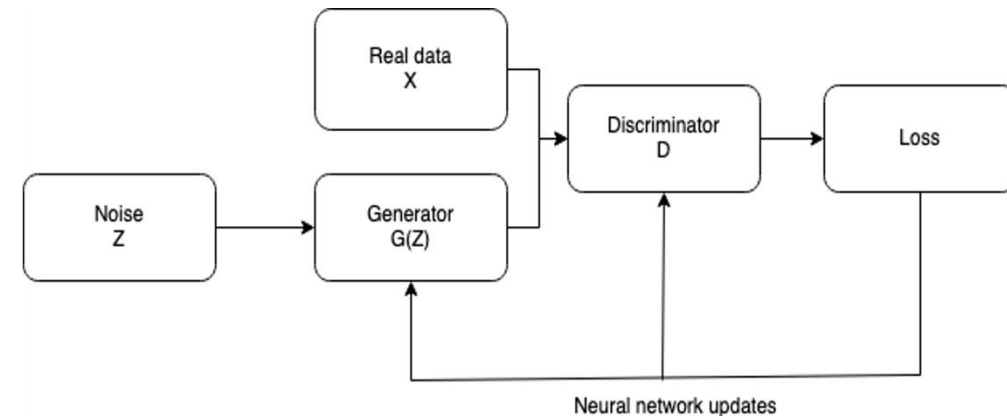 Real data
X
Discriminator
D
Loss
Noise
Z
Generator
G(Z)
Neural network updates